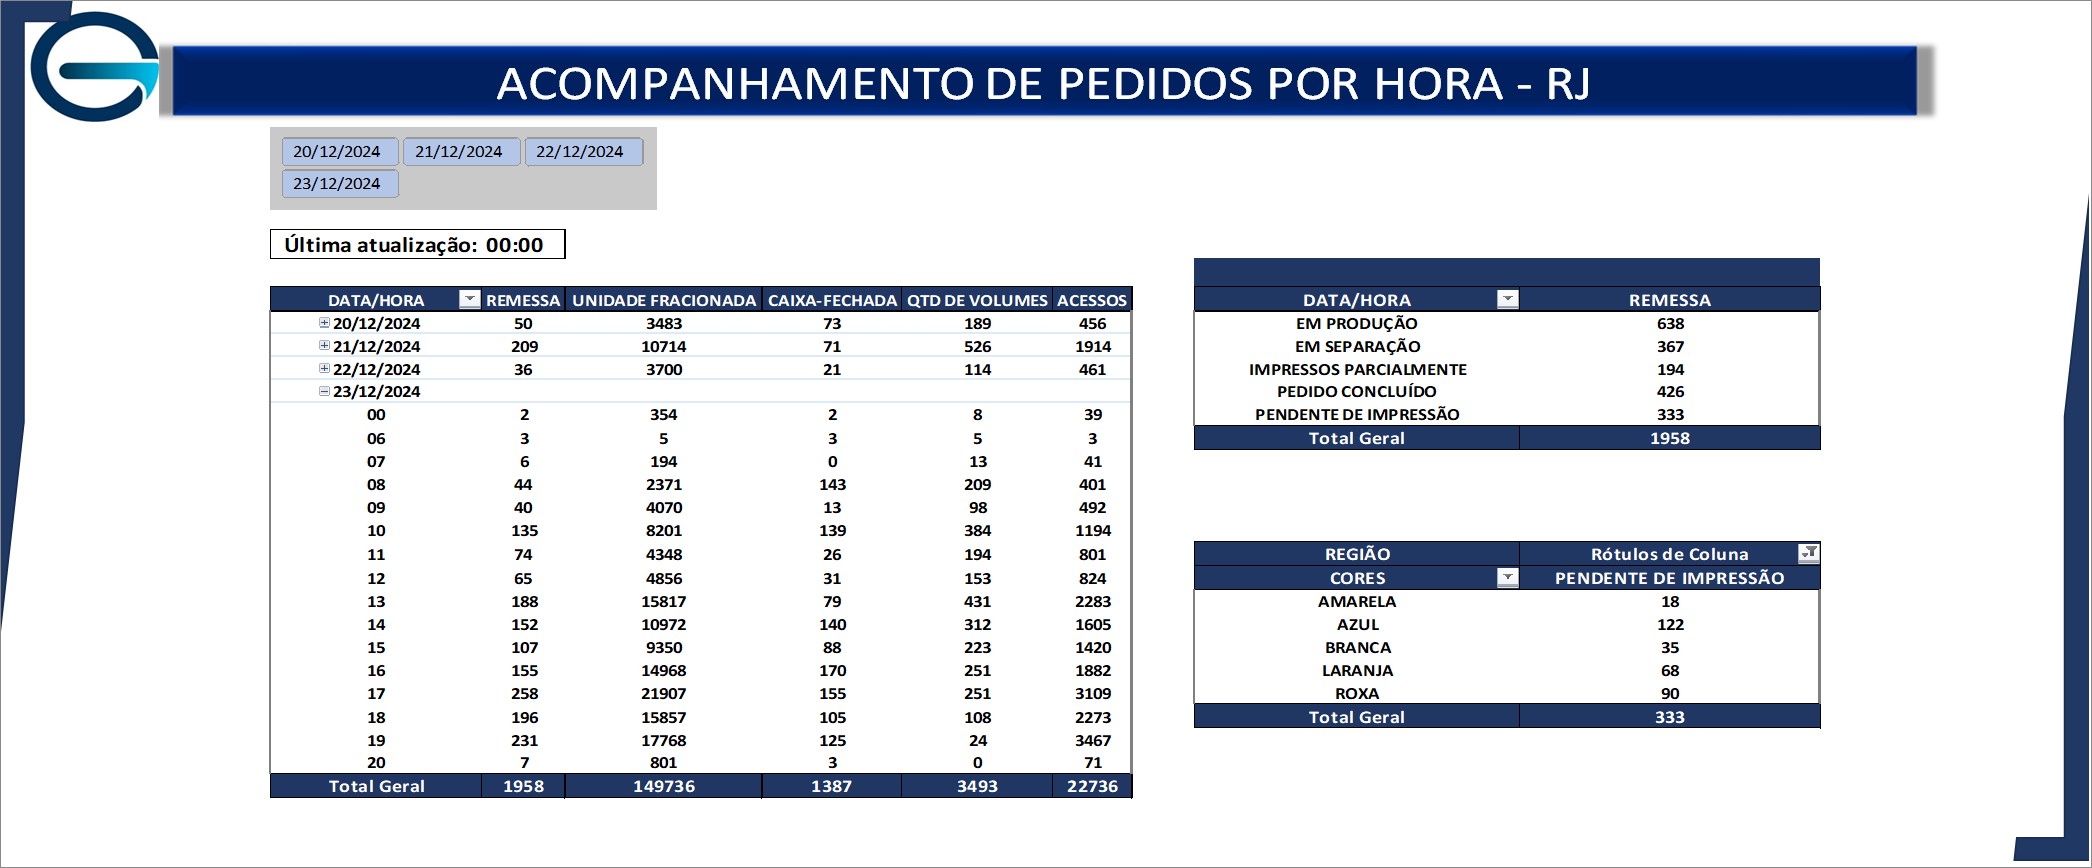 ACOMPANHAMENTO DE PEDIDOS POR HORA - RJ
20/12/2024 21/12/2024 22/12/2024
23/12/2024
Última atualização: 00:00
DATA/HORA REMESSA UNIDADE FRACIONADA CAIXA-FECHADA QTD DE VOLUMES ACESSOS
20/12/2024 50 3483 73 189 456
21/12/2024 209 10714 71 526 1914
22/12/2024 36 3700 21 114 461
23/12/2024
00 2 354 2 8 39
06 3 5 3 5 3
07 6 194 0 13 41
08 44 2371 143 209 401
09 40 4070 13 98 492
10 135 8201 139 384 1194
11 74 4348 26 194 801
12 65 4856 31 153 824
13 188 15817 79 431 2283
14 152 10972 140 312 1605
15 107 9350 88 223 1420
16 155 14968 170 251 1882
17 258 21907 155 251 3109
18 196 15857 105 108 2273
19 231 17768 125 24 3467
20 7 801 3 0 71
Total Geral 1958 149736 1387 3493 22736
DATA/HORA REMESSA
EM PRODUÇÃO 638
EM SEPARAÇÃO 367
IMPRESSOS PARCIALMENTE 194
PEDIDO CONCLUÍDO 426
PENDENTE DE IMPRESSÃO 333
Total Geral 1958
REGIÃO Rótulos de Coluna
CORES PENDENTE DE IMPRESSÃO
AMARELA 18
AZUL 122
BRANCA 35
LARANJA 68
ROXA 90
Total Geral 333